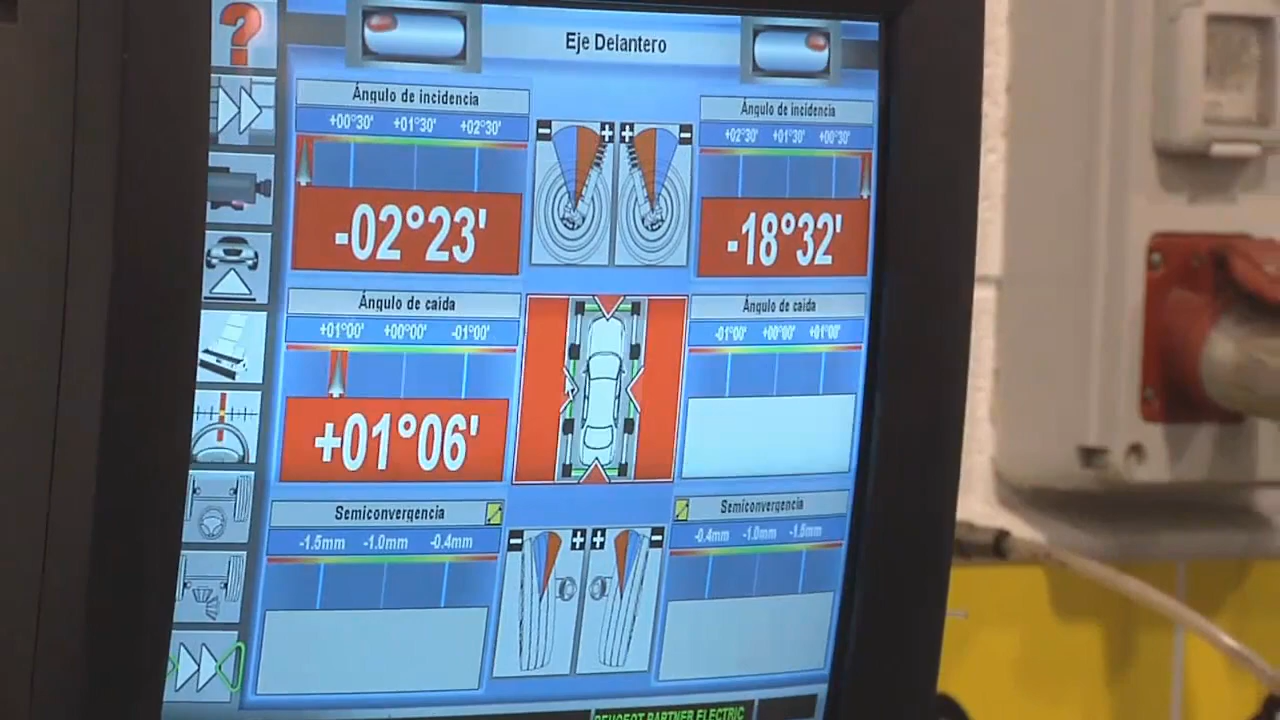 ?
Eje Delantero
Ángulo de incidencia
+00°30' +01°30' +02°30'
-02°23'
Ángulo de incidencia
+02°30' +01°30' +00°30'
-18°32'
- + + -
Ángulo de caida
+01°00' +00°00' -01°00'
+01°06'
Ángulo de caida
-01°00' +00°00' +01°00'
Semiconvergencia
-1.5mm -1.0mm -0.4mm
Semiconvergencia
-0.4mm -1.0mm -1.5mm
- + + -
PEUGEOT PARTNER ELECTRIC